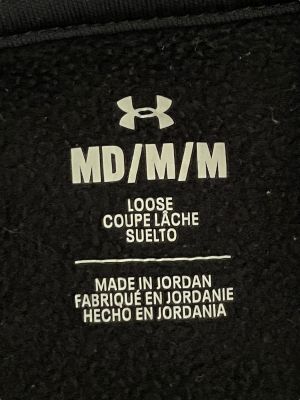 MD/M/M
LOOSE
COUPE LÂCHE
SUELTO
MADE IN JORDAN
FABRIQUÉ EN JORDANIE
HECHO EN JORDANIA